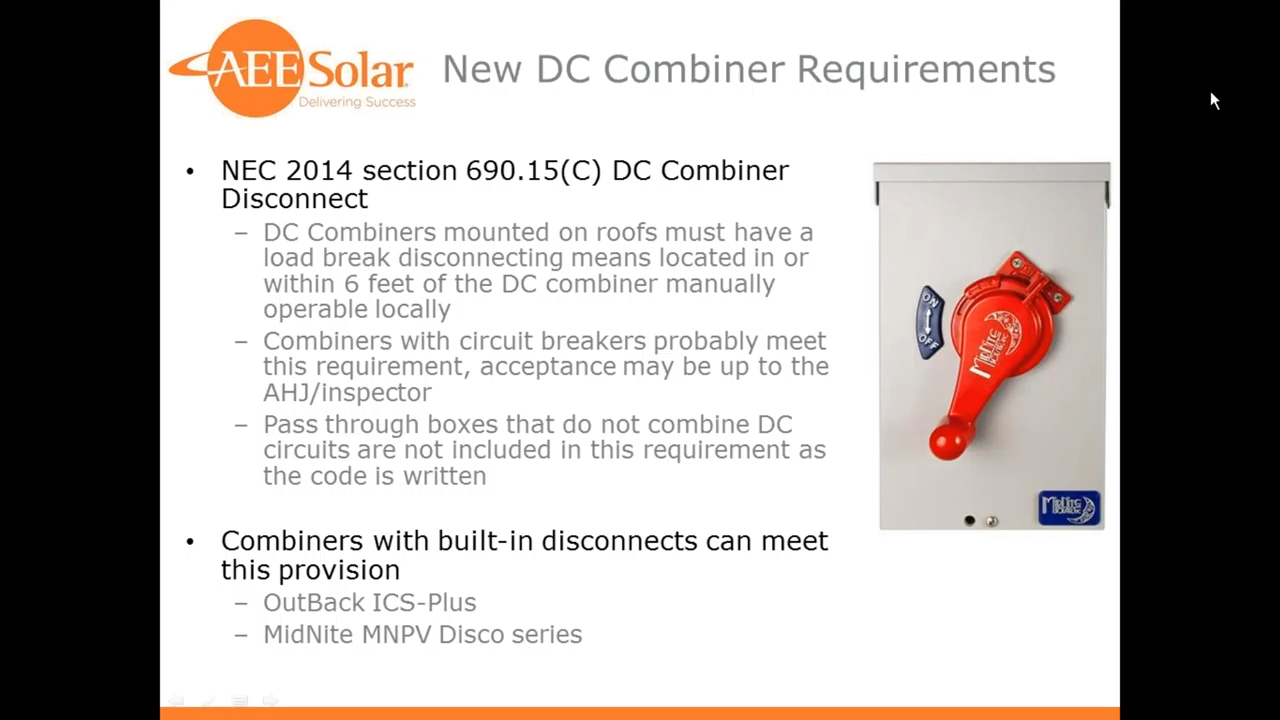 AEE Solar
Delivering Success
New DC Combiner Requirements
• NEC 2014 section 690.15(C) DC Combiner
Disconnect
– DC Combiners mounted on roofs must have a
load break disconnecting means located in or
within 6 feet of the DC combiner manually
operable locally
– Combiners with circuit breakers probably meet
this requirement, acceptance may be up to the
AHJ/inspector
– Pass through boxes that do not combine DC
circuits are not included in this requirement as
the code is written
• Combiners with built-in disconnects can meet
this provision
– OutBack ICS-Plus
– MidNite MNPV Disco series
ON
OFF
MidNite
MidNite